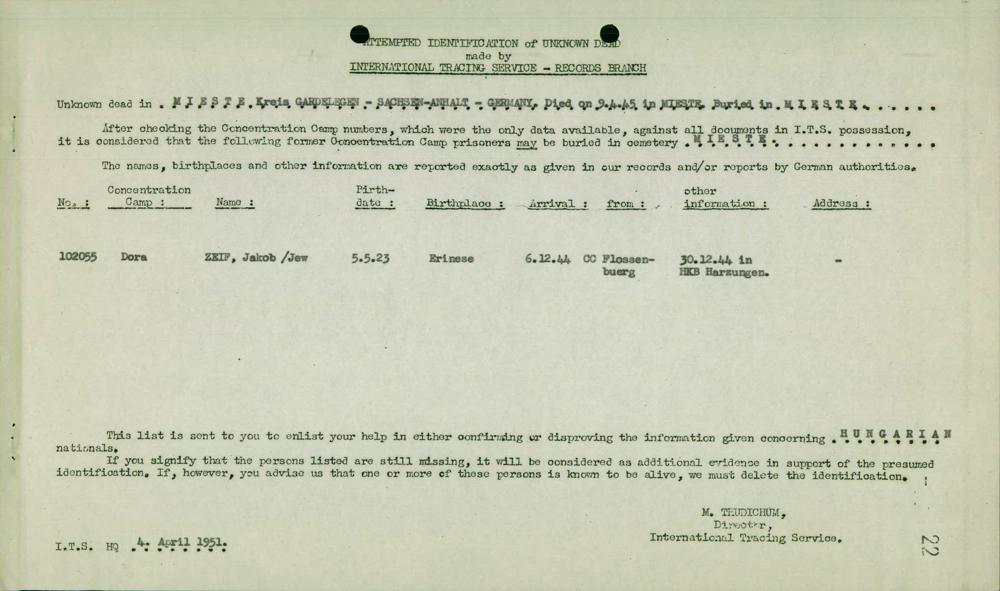 ATTEMPTED IDENTIFICATION of UNKNOWN DEAD
made by
INTERNATIONAL TRACING SERVICE - RECORDS BRANCH
Unknown dead in . MIESTE. Kreis GARDELEGEN - SACHSEN-ANHALT - GERMANY. Died on 9.4.45 in MIESTE. Buried in. MIESTE. . . . . .
After checking the Concentration Camp numbers, which were the only data available, against all documents in I.T.S. possession,
it is considered that the following former Concentration Camp prisoners may be buried in cemetery . MIESTE. . . . . . . . . . . .
The names, birthplaces and other information are reported exactly as given in our records and/or reports by German authorities.
Concentration Birth- other
No. : Camp : Name : date : Birthplace : Arrival : from : information : Address :
102055 Dora ZEIF, Jakob /Jew 5.5.23 Erinese 6.12.44 CC Flossen- 30.12.44 in -
buerg HKB Harzungen.
This list is sent to you to enlist your help in either confirming or disproving the information given concerning . HUNGARIAN
nationals.
If you signify that the persons listed are still missing, it will be considered as additional evidence in support of the presumed
identification. If, however, you advise us that one or more of these persons is known to be alive, we must delete the identification.
M. THUDICHUM,
Director,
International Tracing Service.
I.T.S. HQ .4. April 1951.
22